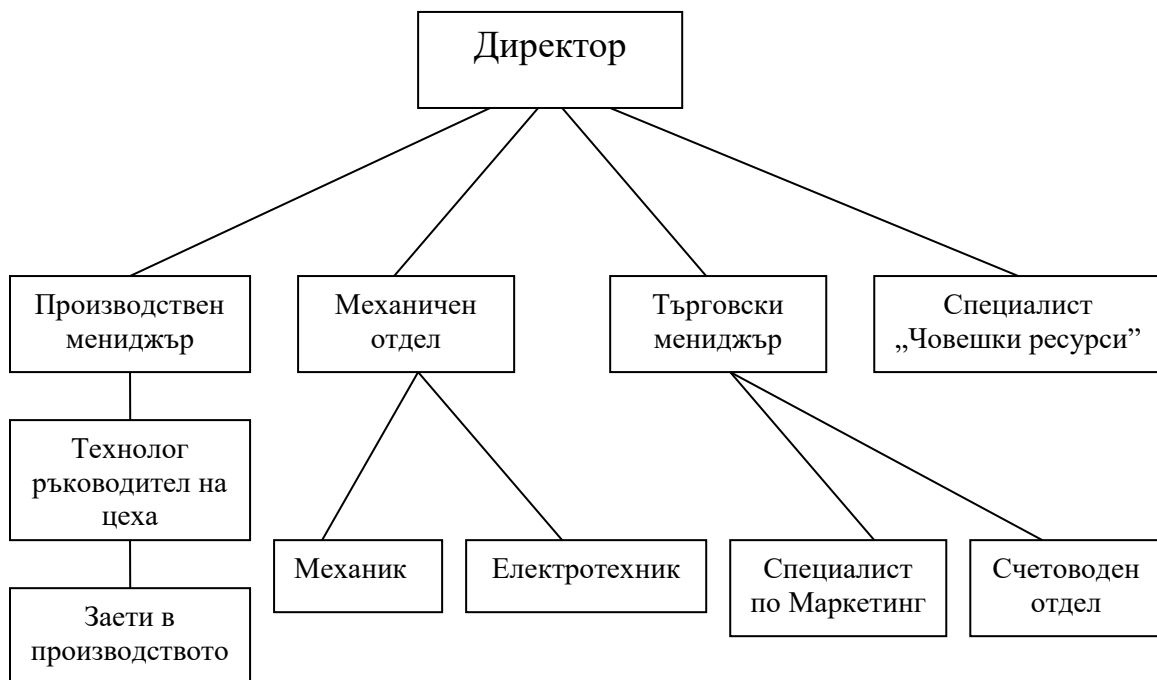 Директор
Производствен
мениджър
Механичен
отдел
Търговски
мениджър
Специалист
„Човешки ресурси”
Технолог
ръководител на
цеха
Механик
Електротехник
Специалист
по Маркетинг
Счетоводен
отдел
Заети в
производството